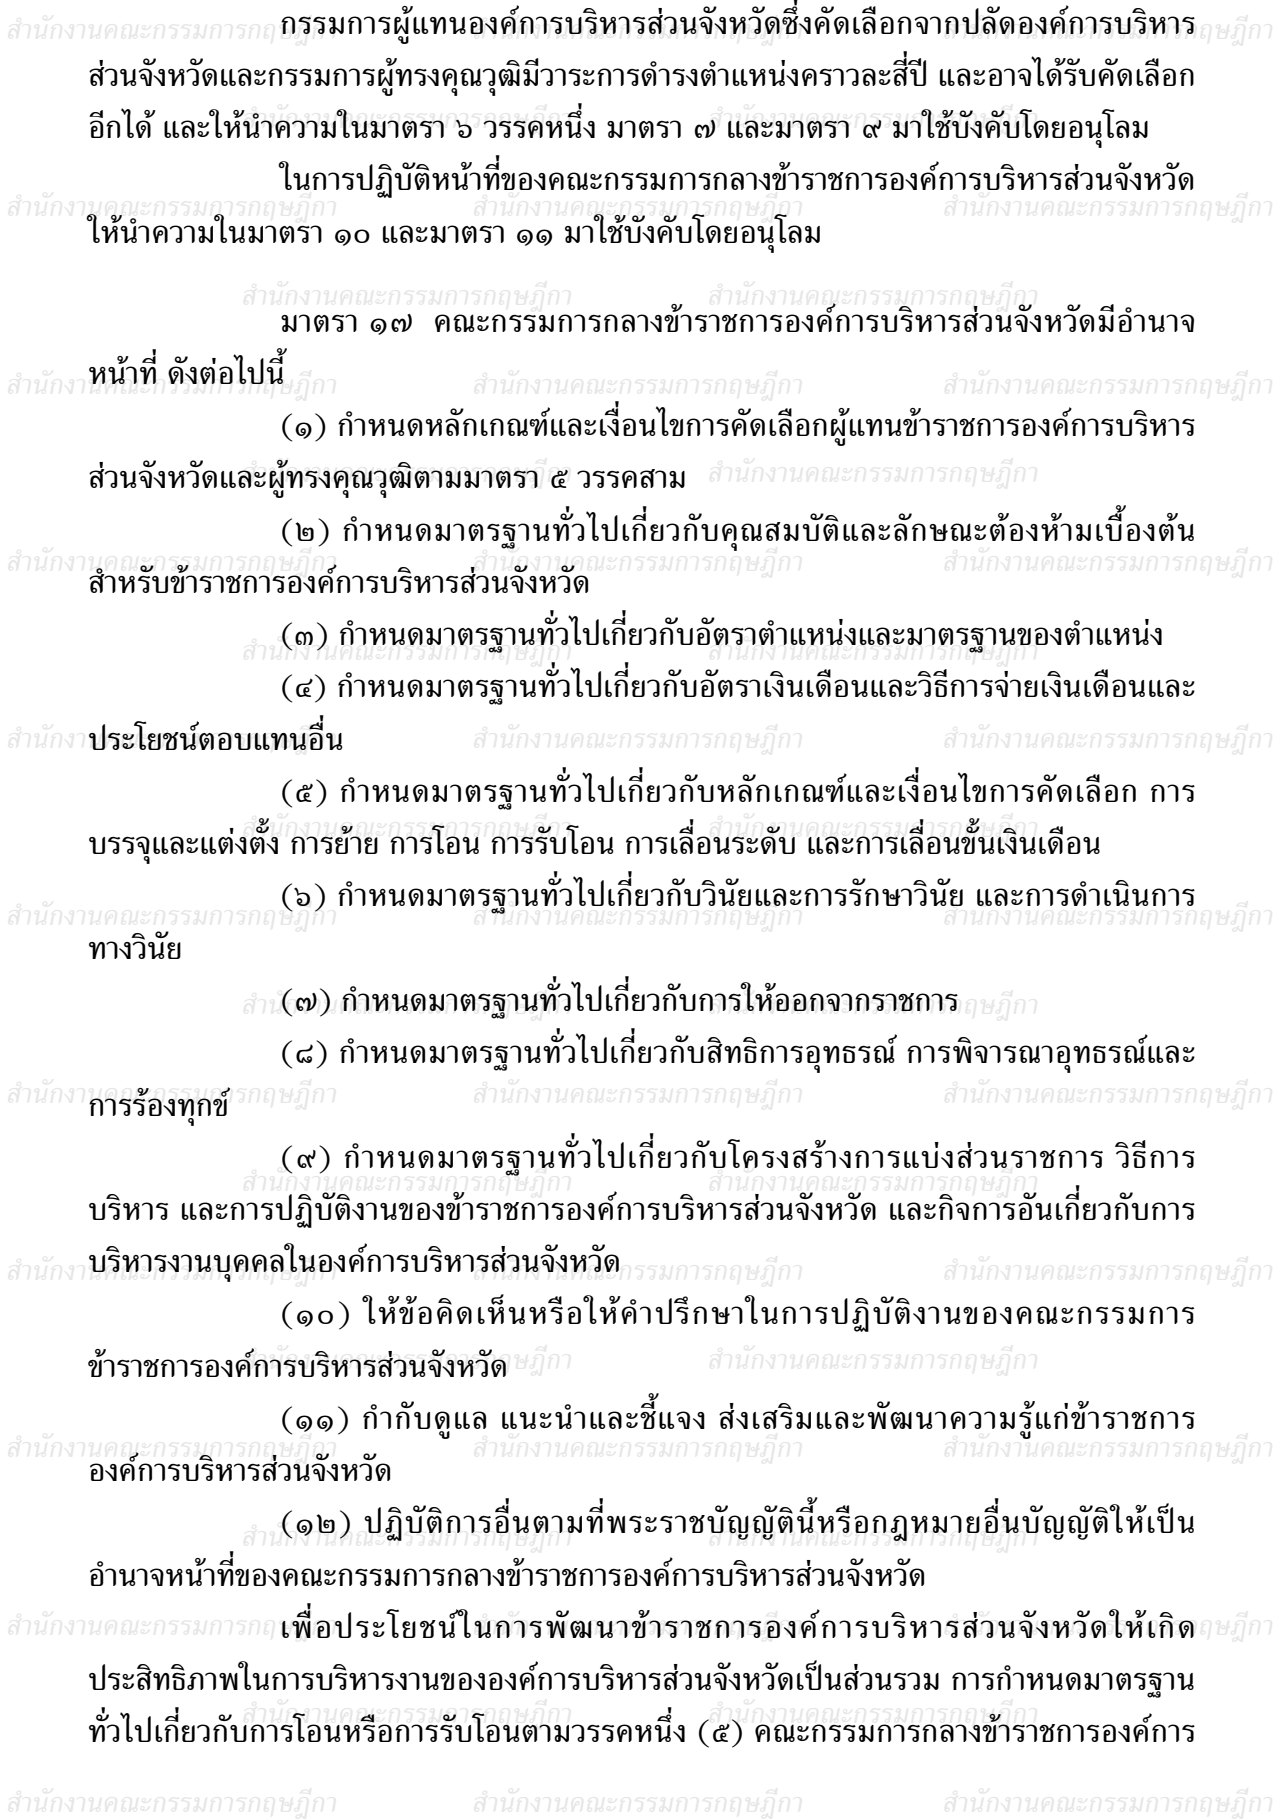 กรรมการผู้แทนองค์การบริหารส่วนจังหวัดซึ่งคัดเลือกจากปลัดองค์การบริหาร
ส่วนจังหวัดและกรรมการผู้ทรงคุณวุฒิมีวาระการดำรงตำแหน่งคราวละสี่ปี และอาจได้รับคัดเลือก
อีกได้ และให้นำความในมาตรา ๖ วรรคหนึ่ง มาตรา ๗ และมาตรา ๙ มาใช้บังคับโดยอนุโลม
ในการปฏิบัติหน้าที่ของคณะกรรมการกลางข้าราชการองค์การบริหารส่วนจังหวัด
ให้นำความในมาตรา ๑๐ และมาตรา ๑๑ มาใช้บังคับโดยอนุโลม
มาตรา ๑๗  คณะกรรมการกลางข้าราชการองค์การบริหารส่วนจังหวัดมีอำนาจ
หน้าที่ ดังต่อไปนี้
(๑) กำหนดหลักเกณฑ์และเงื่อนไขการคัดเลือกผู้แทนข้าราชการองค์การบริหาร
ส่วนจังหวัดและผู้ทรงคุณวุฒิตามมาตรา ๕ วรรคสาม
(๒) กำหนดมาตรฐานทั่วไปเกี่ยวกับคุณสมบัติและลักษณะต้องห้ามเบื้องต้น
สำหรับข้าราชการองค์การบริหารส่วนจังหวัด
(๓) กำหนดมาตรฐานทั่วไปเกี่ยวกับอัตราตำแหน่งและมาตรฐานของตำแหน่ง
(๔) กำหนดมาตรฐานทั่วไปเกี่ยวกับอัตราเงินเดือนและวิธีการจ่ายเงินเดือนและ
ประโยชน์ตอบแทนอื่น
(๕) กำหนดมาตรฐานทั่วไปเกี่ยวกับหลักเกณฑ์และเงื่อนไขการคัดเลือก การ
บรรจุและแต่งตั้ง การย้าย การโอน การรับโอน การเลื่อนระดับ และการเลื่อนขั้นเงินเดือน
(๖) กำหนดมาตรฐานทั่วไปเกี่ยวกับวินัยและการรักษาวินัย และการดำเนินการ
ทางวินัย
(๗) กำหนดมาตรฐานทั่วไปเกี่ยวกับการให้ออกจากราชการ
(๘) กำหนดมาตรฐานทั่วไปเกี่ยวกับสิทธิการอุทธรณ์ การพิจารณาอุทธรณ์และ
การร้องทุกข์
(๙) กำหนดมาตรฐานทั่วไปเกี่ยวกับโครงสร้างการแบ่งส่วนราชการ วิธีการ
บริหาร และการปฏิบัติงานของข้าราชการองค์การบริหารส่วนจังหวัด และกิจการอันเกี่ยวกับการ
บริหารงานบุคคลในองค์การบริหารส่วนจังหวัด
(๑๐) ให้ข้อคิดเห็นหรือให้คำปรึกษาในการปฏิบัติงานของคณะกรรมการ
ข้าราชการองค์การบริหารส่วนจังหวัด
(๑๑) กำกับดูแล แนะนำและชี้แจง ส่งเสริมและพัฒนาความรู้แก่ข้าราชการ
องค์การบริหารส่วนจังหวัด
(๑๒) ปฏิบัติการอื่นตามที่พระราชบัญญัตินี้หรือกฎหมายอื่นบัญญัติให้เป็น
อำนาจหน้าที่ของคณะกรรมการกลางข้าราชการองค์การบริหารส่วนจังหวัด
เพื่อประโยชน์ในการพัฒนาข้าราชการองค์การบริหารส่วนจังหวัดให้เกิด
ประสิทธิภาพในการบริหารงานขององค์การบริหารส่วนจังหวัดเป็นส่วนรวม การกำหนดมาตรฐาน
ทั่วไปเกี่ยวกับการโอนหรือการรับโอนตามวรรคหนึ่ง (๕) คณะกรรมการกลางข้าราชการองค์การ
สำนักงานคณะกรรมการกฤษฎีกา สำนักงานคณะกรรมการกฤษฎีกา สำนักงานคณะกรรมการกฤษฎีกา